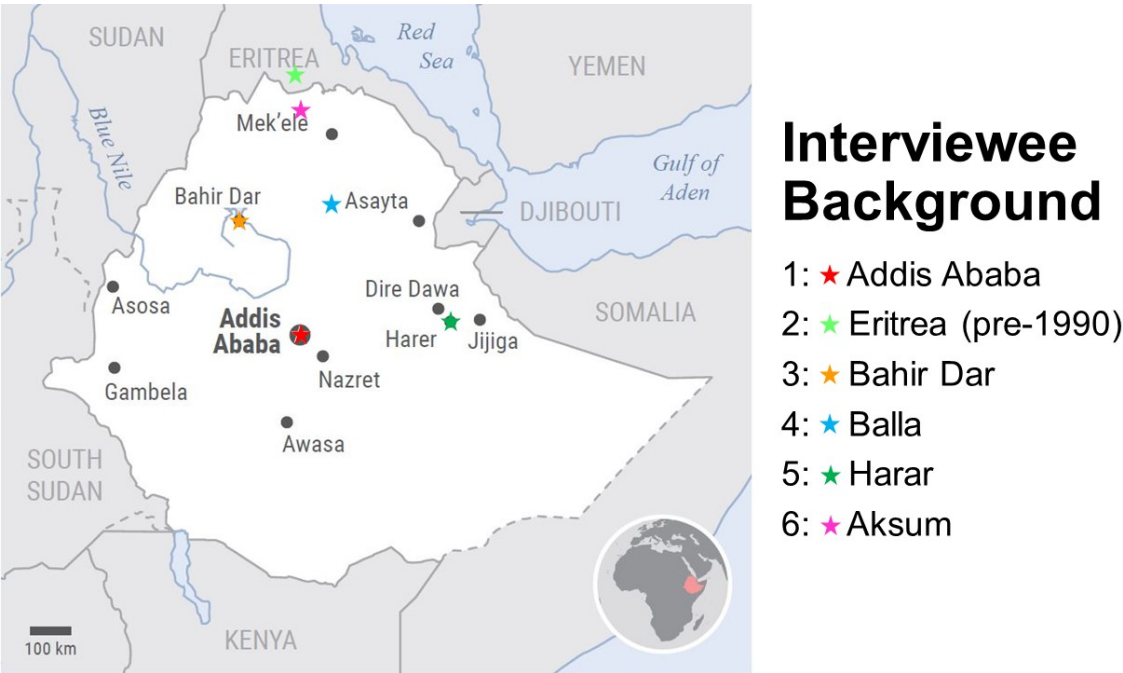 SUDAN
ERITREA
Red
Sea
YEMEN
Blue Nile
Mek’ele
Gulf of
Aden
Bahir Dar
Asayta
DJIBOUTI
Asosa
Dire Dawa
SOMALIA
Addis
Ababa
Harer
Jijiga
Nazret
Gambela
Awasa
SOUTH
SUDAN
KENYA
100 km
Interviewee
Background
1: ★ Addis Ababa
2: ★ Eritrea (pre-1990)
3: ★ Bahir Dar
4: ★ Balla
5: ★ Harar
6: ★ Aksum